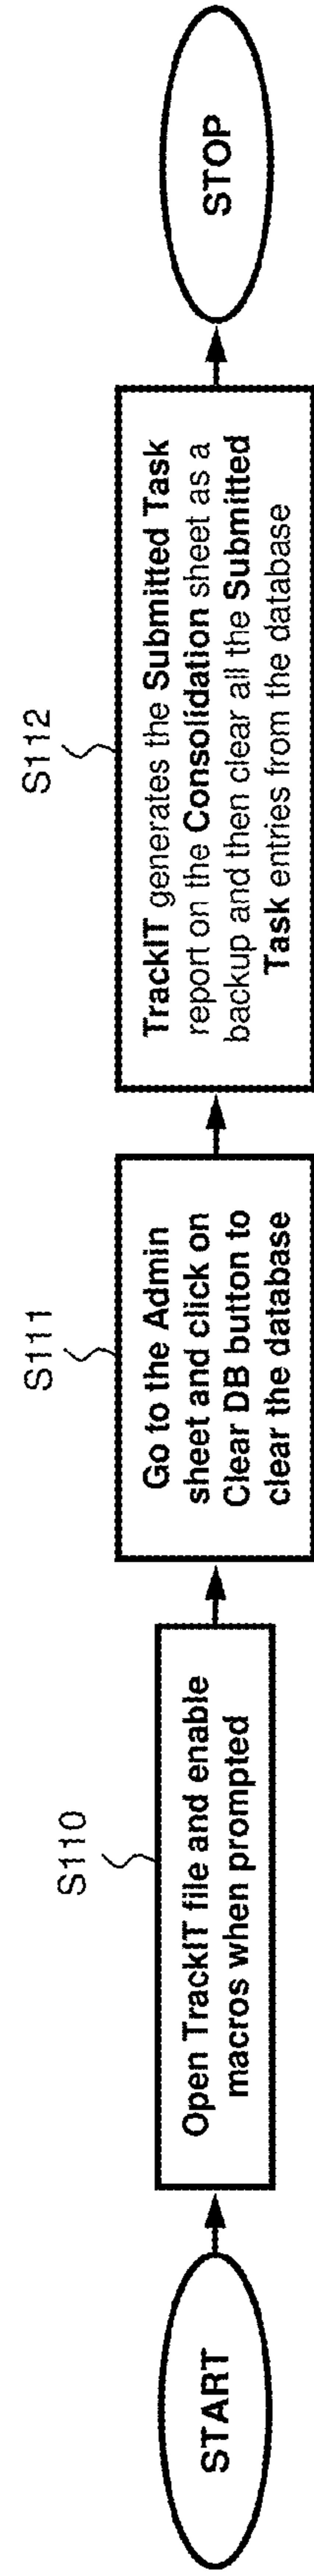 START
S110
Open TrackIT file and enable
macros when prompted
S111
Go to the Admin
sheet and click on
Clear DB button to
clear the database
S112
TrackIT generates the Submitted Task
report on the Consolidation sheet as a
backup and then clear all the Submitted
Task entries from the database
STOP